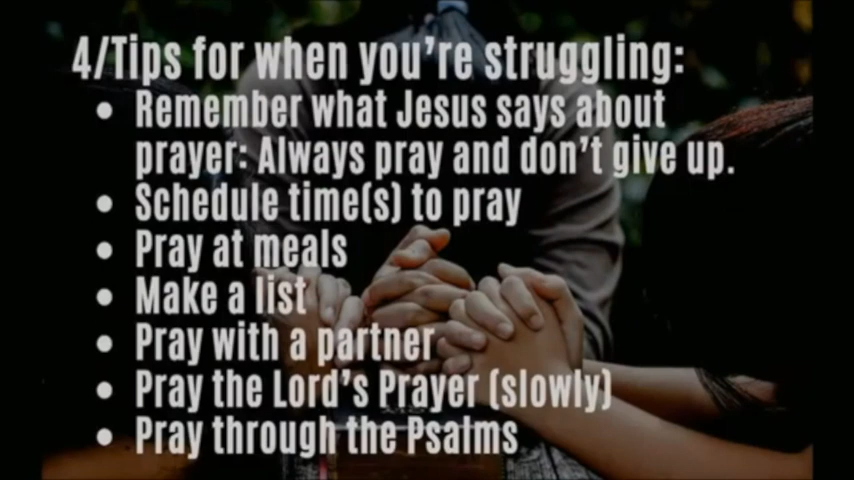 4/Tips for when you're struggling:
• Remember what Jesus says about
prayer: Always pray and don't give up.
• Schedule time(s) to pray
• Pray at meals
• Make a list
• Pray with a partner
• Pray the Lord's Prayer (slowly)
• Pray through the Psalms